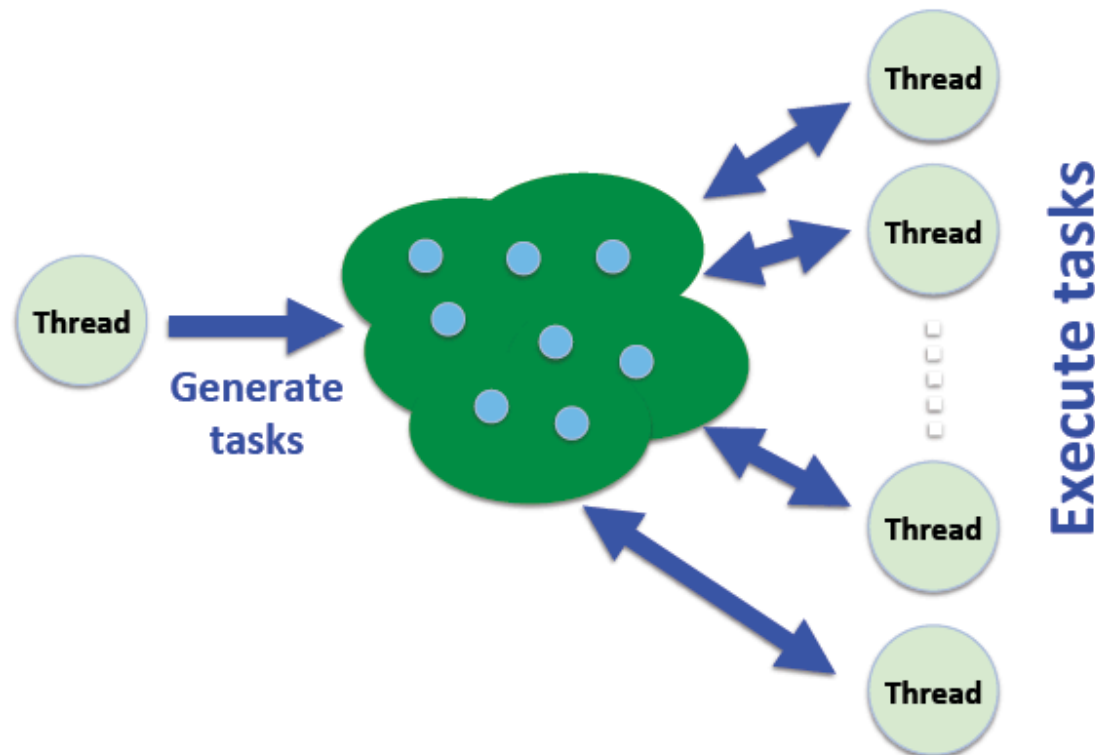 Thread
Generate
tasks
Thread
Thread
Thread
Thread
Execute tasks